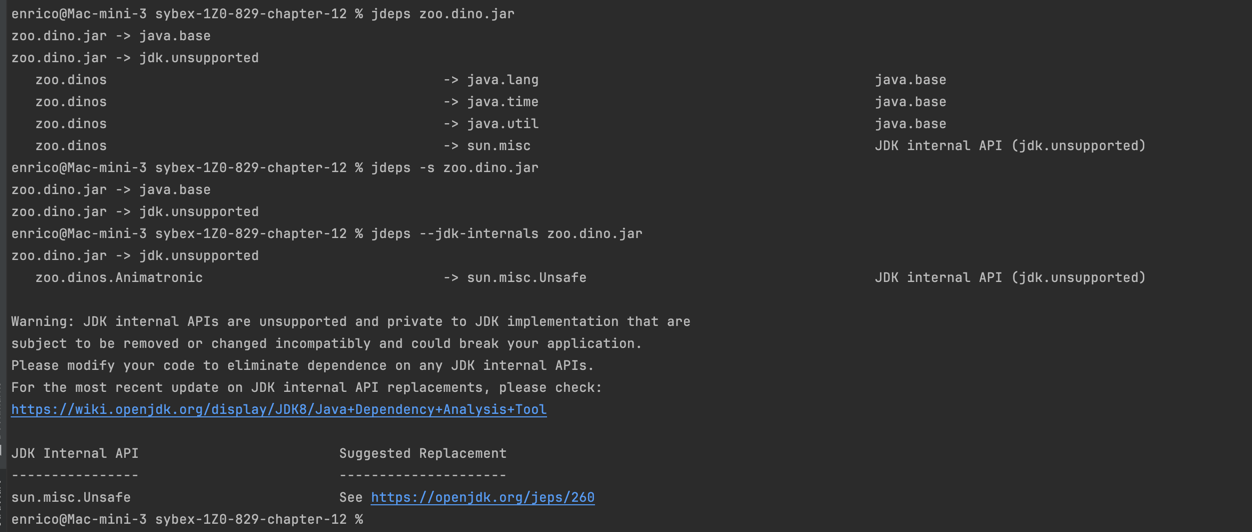 enrico@Mac-mini-3 sybex-1Z0-829-chapter-12 % jdeps zoo.dino.jar
zoo.dino.jar -> java.base
zoo.dino.jar -> jdk.unsupported
   zoo.dinos                                          -> java.lang                                          java.base
   zoo.dinos                                          -> java.time                                          java.base
   zoo.dinos                                          -> java.util                                          java.base
   zoo.dinos                                          -> sun.misc                                           JDK internal API (jdk.unsupported)
enrico@Mac-mini-3 sybex-1Z0-829-chapter-12 % jdeps -s zoo.dino.jar
zoo.dino.jar -> java.base
zoo.dino.jar -> jdk.unsupported
enrico@Mac-mini-3 sybex-1Z0-829-chapter-12 % jdeps --jdk-internals zoo.dino.jar
zoo.dino.jar -> jdk.unsupported
   zoo.dinos.Animatronic                              -> sun.misc.Unsafe                                    JDK internal API (jdk.unsupported)

Warning: JDK internal APIs are unsupported and private to JDK implementation that are
subject to be removed or changed incompatibly and could break your application.
Please modify your code to eliminate dependence on any JDK internal APIs.
For the most recent update on JDK internal API replacements, please check:
https://wiki.openjdk.org/display/JDK8/Java+Dependency+Analysis+Tool

JDK Internal API                         Suggested Replacement
----------------                         ---------------------
sun.misc.Unsafe                          See https://openjdk.org/jeps/260
enrico@Mac-mini-3 sybex-1Z0-829-chapter-12 %